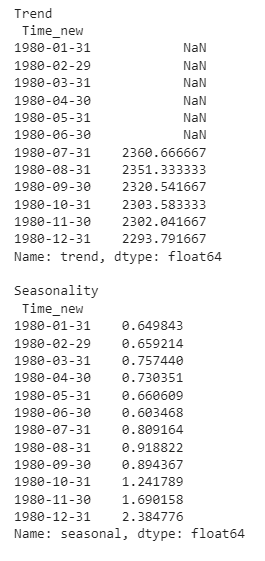 Trend
Time_new
1980-01-31 NaN
1980-02-29 NaN
1980-03-31 NaN
1980-04-30 NaN
1980-05-31 NaN
1980-06-30 NaN
1980-07-31 2360.666667
1980-08-31 2351.333333
1980-09-30 2320.541667
1980-10-31 2303.583333
1980-11-30 2302.041667
1980-12-31 2293.791667
Name: trend, dtype: float64

Seasonality
Time_new
1980-01-31 0.649843
1980-02-29 0.659214
1980-03-31 0.757440
1980-04-30 0.730351
1980-05-31 0.660609
1980-06-30 0.603468
1980-07-31 0.809164
1980-08-31 0.918822
1980-09-30 0.894367
1980-10-31 1.241789
1980-11-30 1.690158
1980-12-31 2.384776
Name: seasonal, dtype: float64